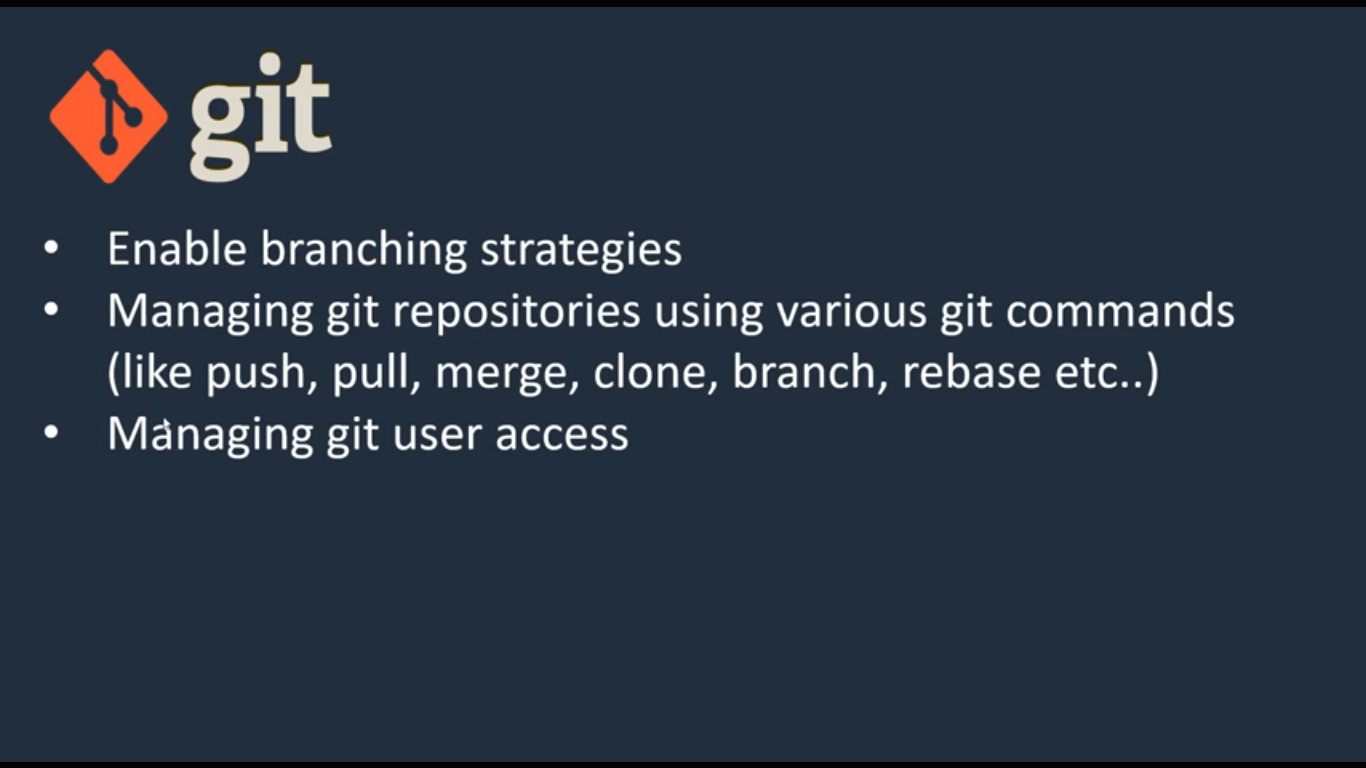 git
• Enable branching strategies
• Managing git repositories using various git commands
(like push, pull, merge, clone, branch, rebase etc..)
• Managing git user access